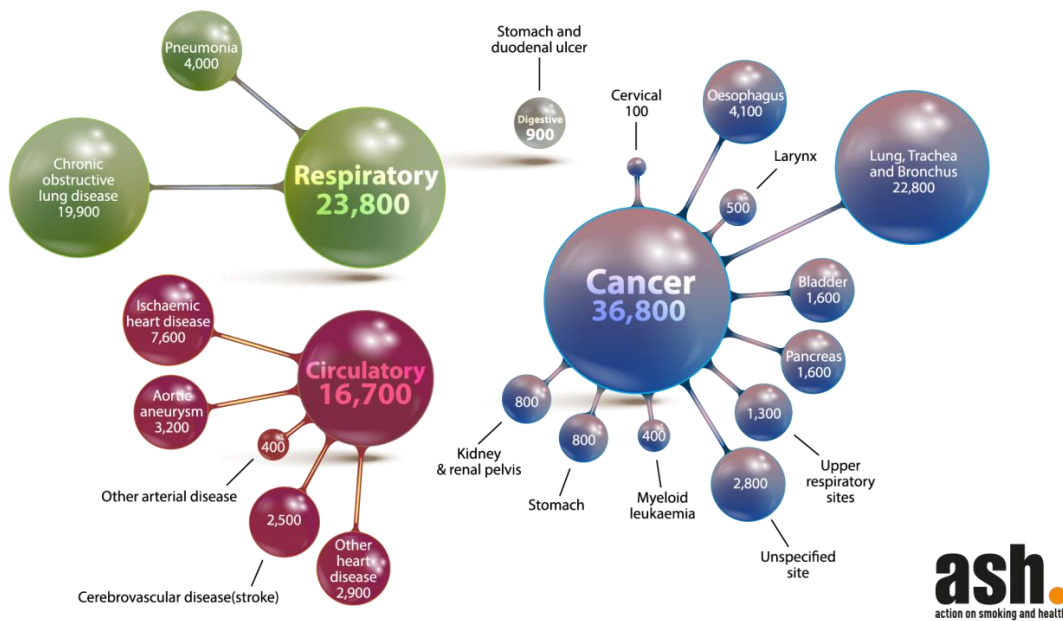 Pneumonia
4,000
Chronic
obstructive
lung disease
19,900
Respiratory
23,800
Stomach and
duodenal ulcer
Digestive
900
Cervical
100
Oesophagus
4,100
Larynx
500
Lung, Trachea
and Bronchus
22,800
Cancer
36,800
Bladder
1,600
Pancreas
1,600
1,300
Upper
respiratory
sites
2,800
Unspecified
site
400
Myeloid
leukaemia
800
Stomach
800
Kidney
& renal pelvis
Ischaemic
heart disease
7,600
Circulatory
16,700
Aortic
aneurysm
3,200
400
Other arterial disease
2,500
Cerebrovascular disease(stroke)
Other
heart
disease
2,900
ash.
action on smoking and health